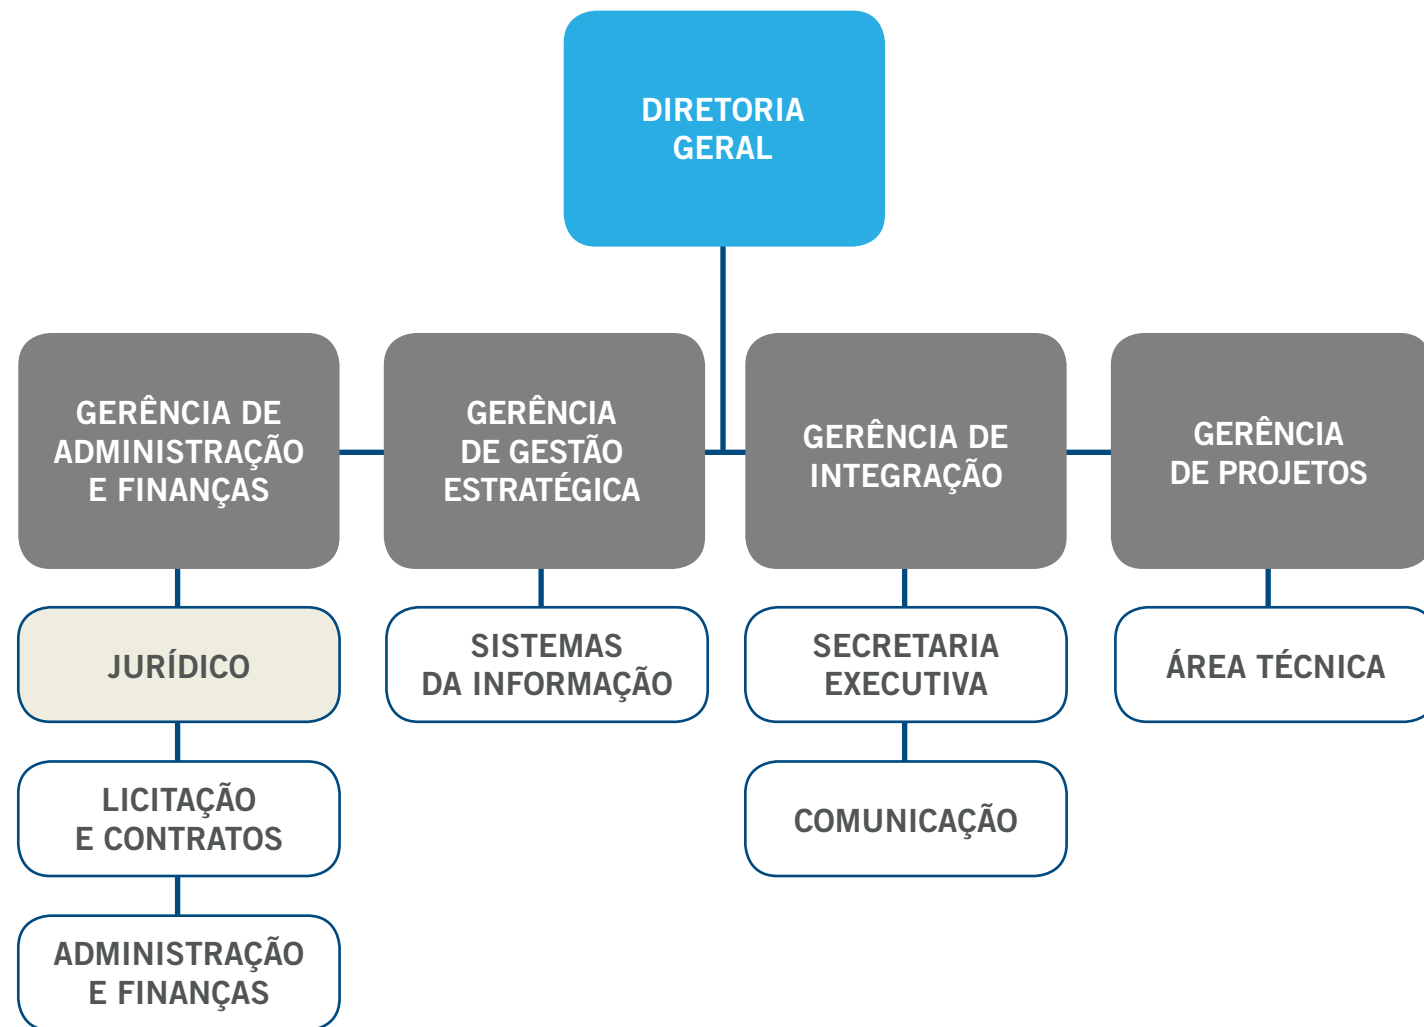 DIRETORIA
GERAL
GERÊNCIA DE
ADMINISTRAÇÃO
E FINANÇAS
GERÊNCIA
DE GESTÃO
ESTRATÉGICA
GERÊNCIA DE
INTEGRAÇÃO
GERÊNCIA
DE PROJETOS
JURÍDICO
SISTEMAS
DA INFORMAÇÃO
SECRETARIA
EXECUTIVA
ÁREA TÉCNICA
LICITAÇÃO
E CONTRATOS
COMUNICAÇÃO
ADMINISTRAÇÃO
E FINANÇAS